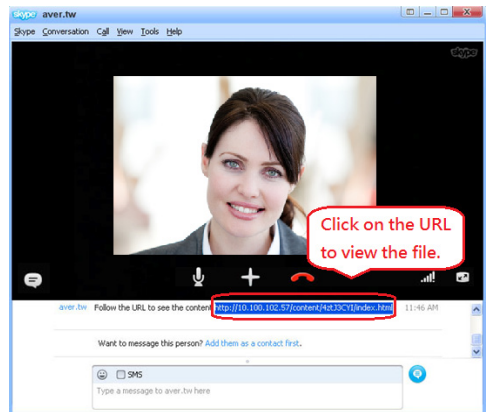 skype aver.tw
Skype Conversation Call View Tools Help
skype
Click on the URL
to view the file.
aver.tw Follow the URL to see the content http://10.100.102.57/content/4ztJ3CYI/index.html 11:46 AM
Want to message this person? Add them as a contact first.
SMS
Type a message to aver.tw here